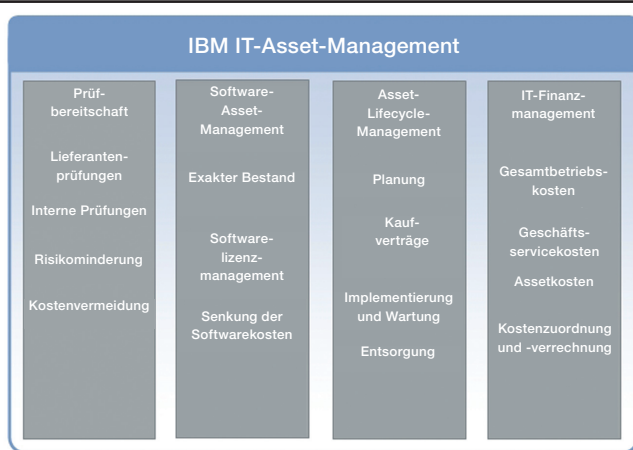 IBM IT-Asset-Management
Prüf-
bereitschaft
Lieferanten-
prüfungen
Interne Prüfungen
Risikominderung
Kostenvermeidung
Software-
Asset-
Management
Exakter Bestand
Software-
lizenz-
management
Senkung der
Softwarekosten
Asset-
Lifecycle-
Management
Planung
Kauf-
verträge
Implementierung
und Wartung
Entsorgung
IT-Finanz-
management
Gesamtbetriebs-
kosten
Geschäfts-
servicekosten
Assetkosten
Kostenzuordnung
und -verrechnung